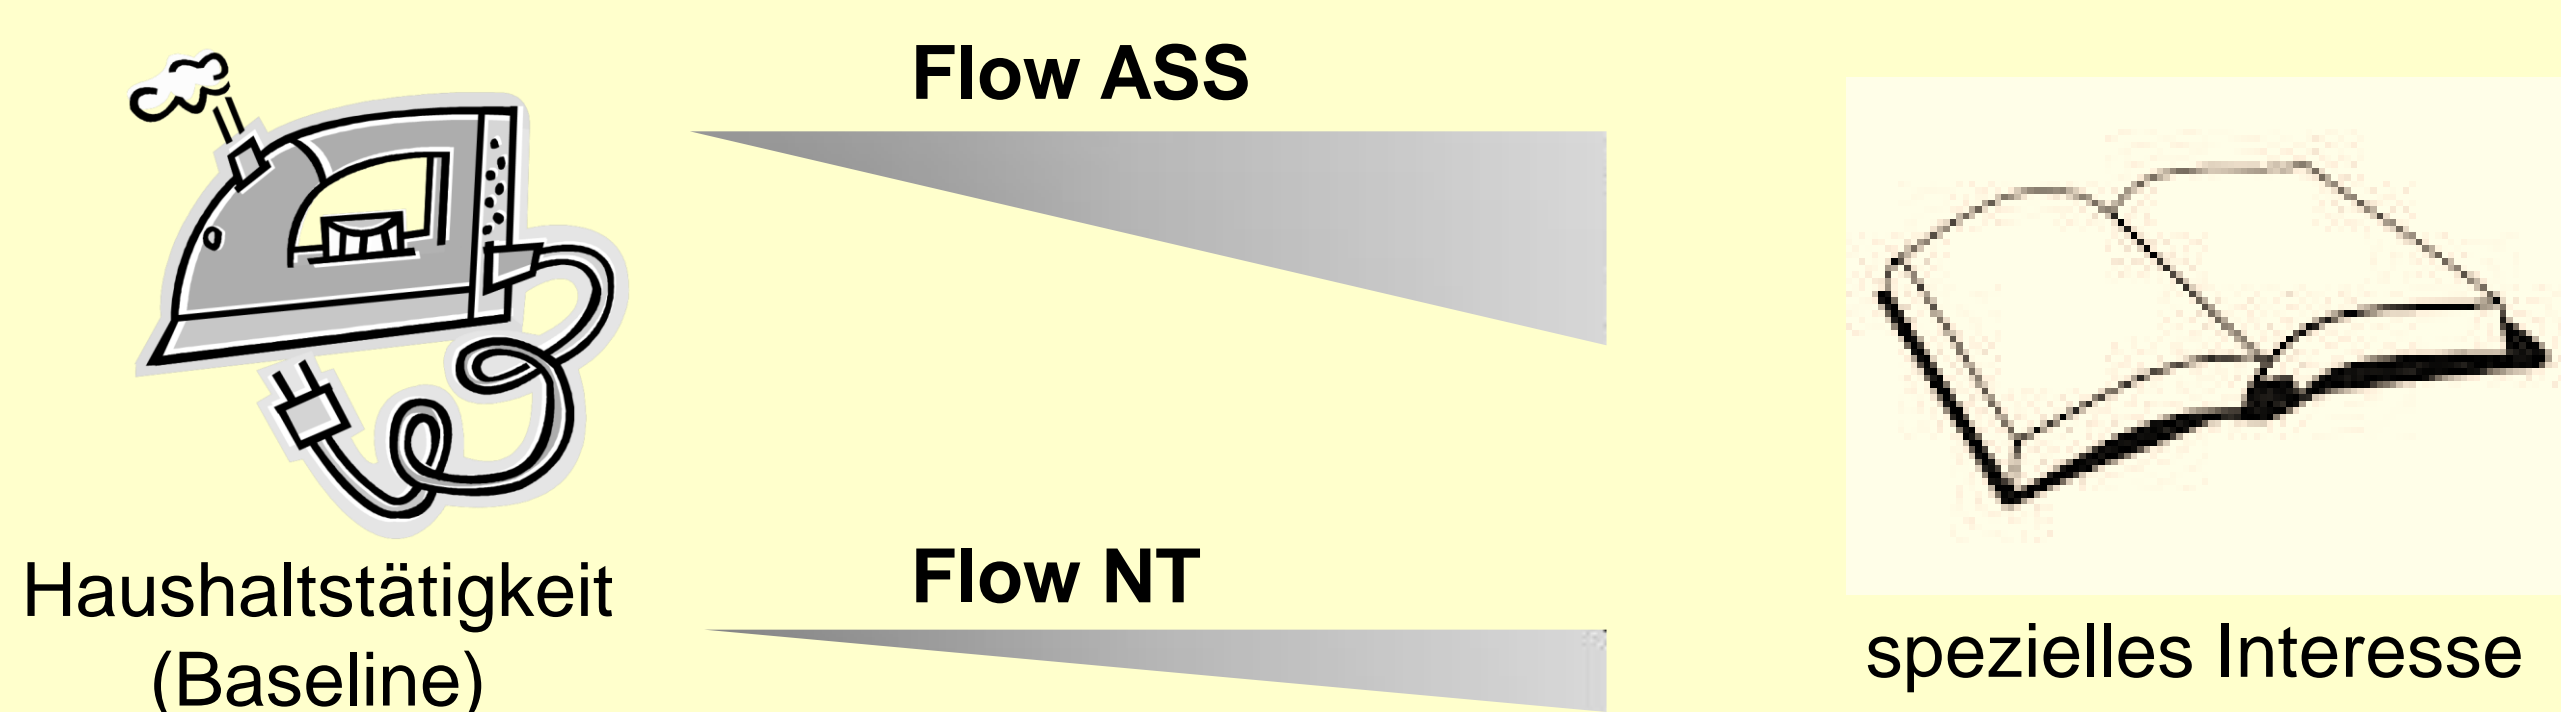 Flow ASS
Flow NT
Haushaltstätigkeit
(Baseline)
spezielles Interesse